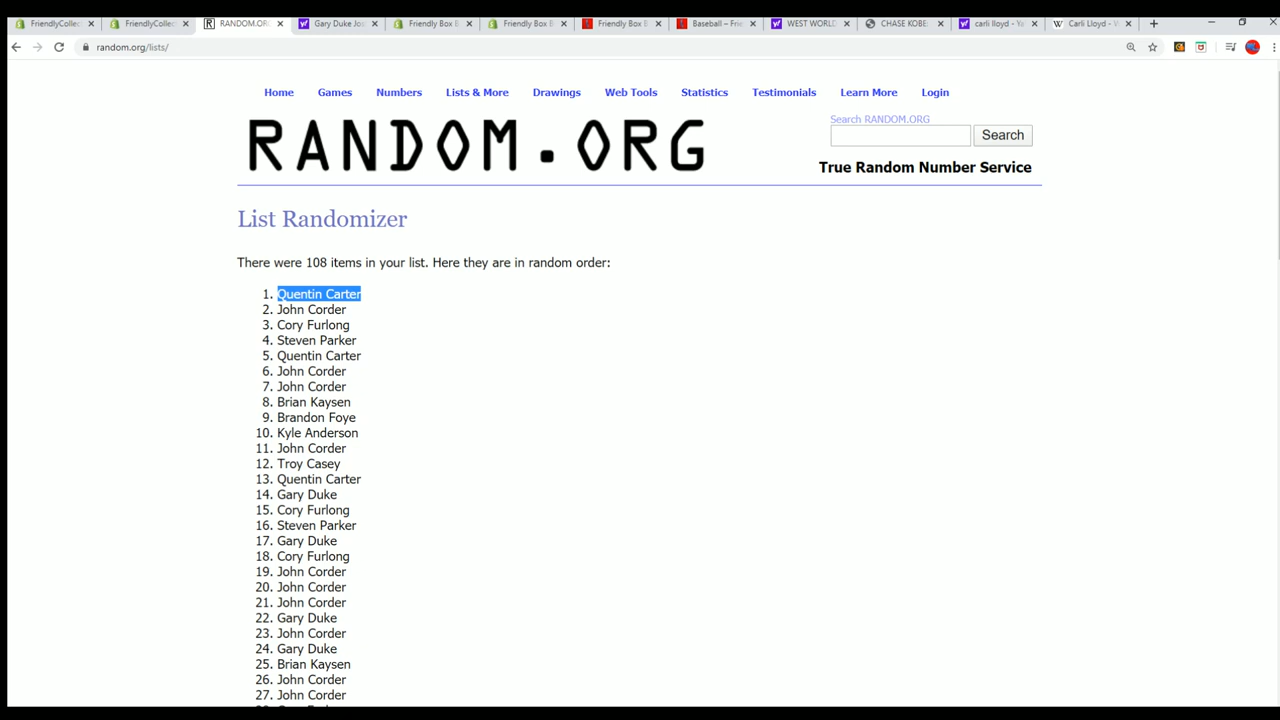 FriendlyCollec
FriendlyCollec
RANDOM.OR
Gary Duke Jou
Friendly Box B
Friendly Box B
Friendly Box B
Baseball – Frie
WEST WORL
CHASE KOBE
carli lloyd - Ya
Carli Lloyd - W
random.org/lists/
Home Games Numbers Lists & More Drawings Web Tools Statistics Testimonials Learn More Login
RANDOM.ORG
Search RANDOM.ORG
Search
True Random Number Service
List Randomizer
There were 108 items in your list. Here they are in random order:
1. Quentin Carter
2. John Corder
3. Cory Furlong
4. Steven Parker
5. Quentin Carter
6. John Corder
7. John Corder
8. Brian Kaysen
9. Brandon Foye
10. Kyle Anderson
11. John Corder
12. Troy Casey
13. Quentin Carter
14. Gary Duke
15. Cory Furlong
16. Steven Parker
17. Gary Duke
18. Cory Furlong
19. John Corder
20. John Corder
21. John Corder
22. Gary Duke
23. John Corder
24. Gary Duke
25. Brian Kaysen
26. John Corder
27. John Corder